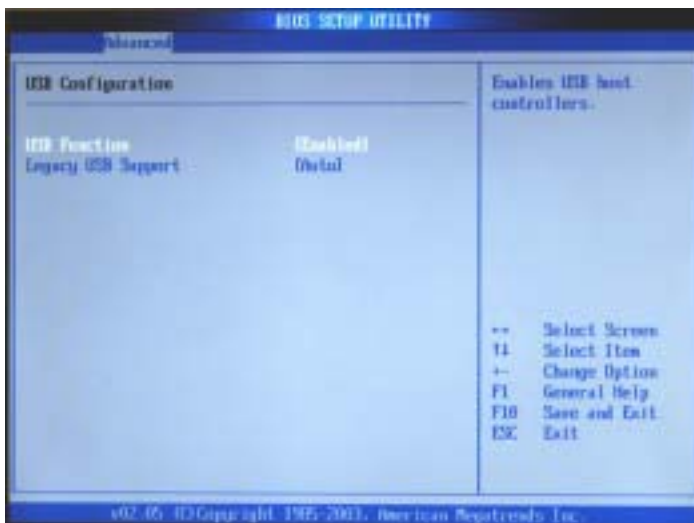 BIOS SETUP UTILITY
Advanced
USB Configuration
USB Function [Enabled]
Legacy USB Support [Auto]
Enables USB host
controllers.
↔ Select Screen
↑↓ Select Item
+- Change Option
F1 General Help
F10 Save and Exit
ESC Exit
v02.05 (C)Copyright 1985-2003, American Megatrends Inc.